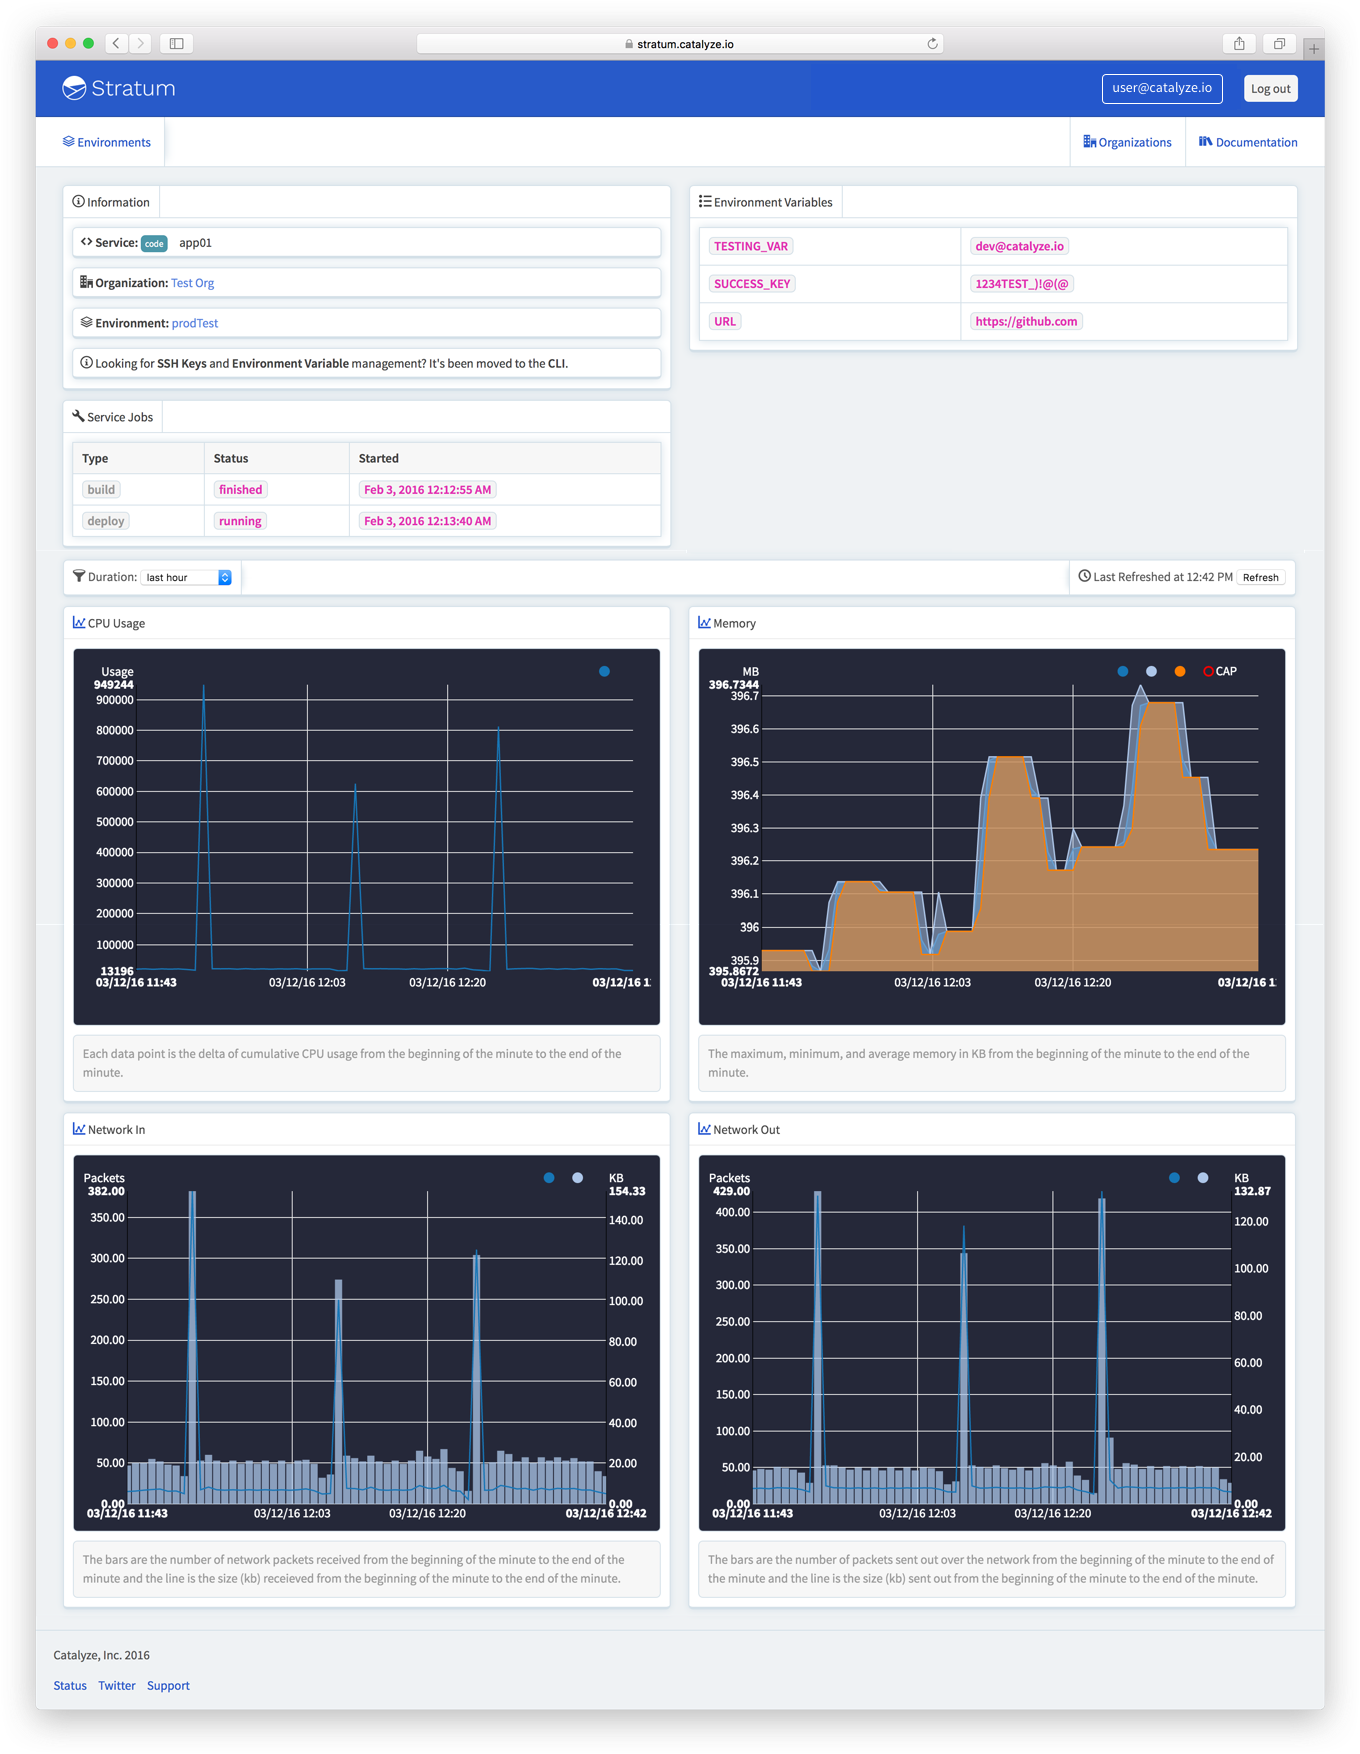 stratum.catalyze.io
Stratum
user@catalyze.io
Log out
Environments
Organizations
Documentation
Information
Service: code app01
Organization: Test Org
Environment: prodTest
Looking for SSH Keys and Environment Variable management? It's been moved to the CLI.
Environment Variables
TESTING_VAR dev@catalyze.io
SUCCESS_KEY 1234TEST_)!@(@
URL https://github.com
Service Jobs
Type Status Started
build finished Feb 3, 2016 12:12:55 AM
deploy running Feb 3, 2016 12:13:40 AM
Duration: last hour
Last Refreshed at 12:42 PM Refresh
CPU Usage
Usage
949244
900000
800000
700000
600000
500000
400000
300000
200000
100000
13196
03/12/16 11:43 03/12/16 12:03 03/12/16 12:20 03/12/16 1
Each data point is the delta of cumulative CPU usage from the beginning of the minute to the end of the
minute.
Memory
MB
CAP
396.7344
396.7
396.6
396.5
396.4
396.3
396.2
396.1
396
395.9
395.8672
03/12/16 11:43 03/12/16 12:03 03/12/16 12:20 03/12/16 1
The maximum, minimum, and average memory in KB from the beginning of the minute to the end of the
minute.
Network In
Packets KB
382.00 154.33
350.00 140.00
300.00 120.00
250.00 100.00
200.00 80.00
150.00 60.00
100.00 40.00
50.00 20.00
0.00 0.00
03/12/16 11:43 03/12/16 12:03 03/12/16 12:20 03/12/16 12:42
The bars are the number of network packets received from the beginning of the minute to the end of the
minute and the line is the size (kb) receieved from the beginning of the minute to the end of the minute.
Network Out
Packets KB
429.00 132.87
400.00 120.00
350.00 100.00
300.00 80.00
250.00 60.00
200.00 40.00
150.00 20.00
100.00
50.00
0.00 0.00
03/12/16 11:43 03/12/16 12:03 03/12/16 12:20 03/12/16 12:42
The bars are the number of packets sent out over the network from the beginning of the minute to the end of
the minute and the line is the size (kb) sent out from the beginning of the minute to the end of the minute.
Catalyze, Inc. 2016
Status Twitter Support